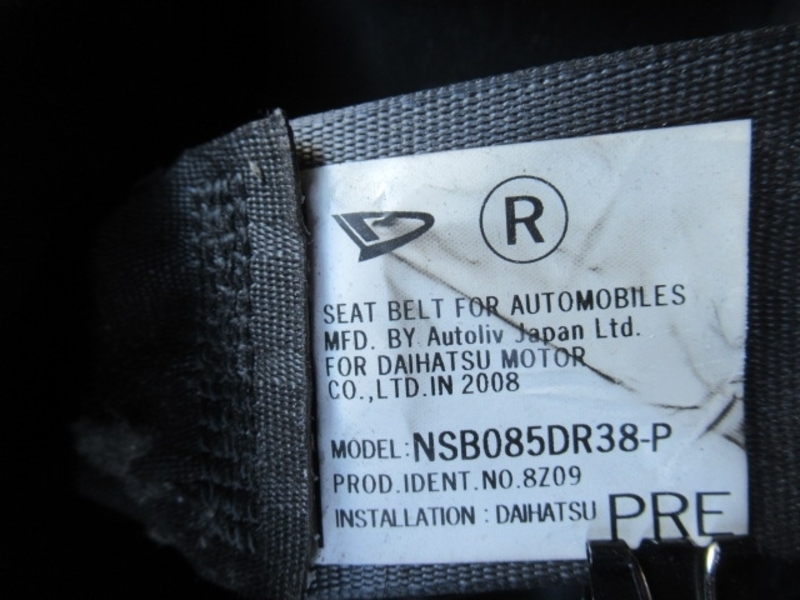 R
SEAT BELT FOR AUTOMOBILES
MFD. BY Autoliv Japan Ltd.
FOR DAIHATSU MOTOR
CO.,LTD.IN 2008
MODEL:NSB085DR38-P
PROD.IDENT.NO.8Z09
INSTALLATION : DAIHATSU PRE